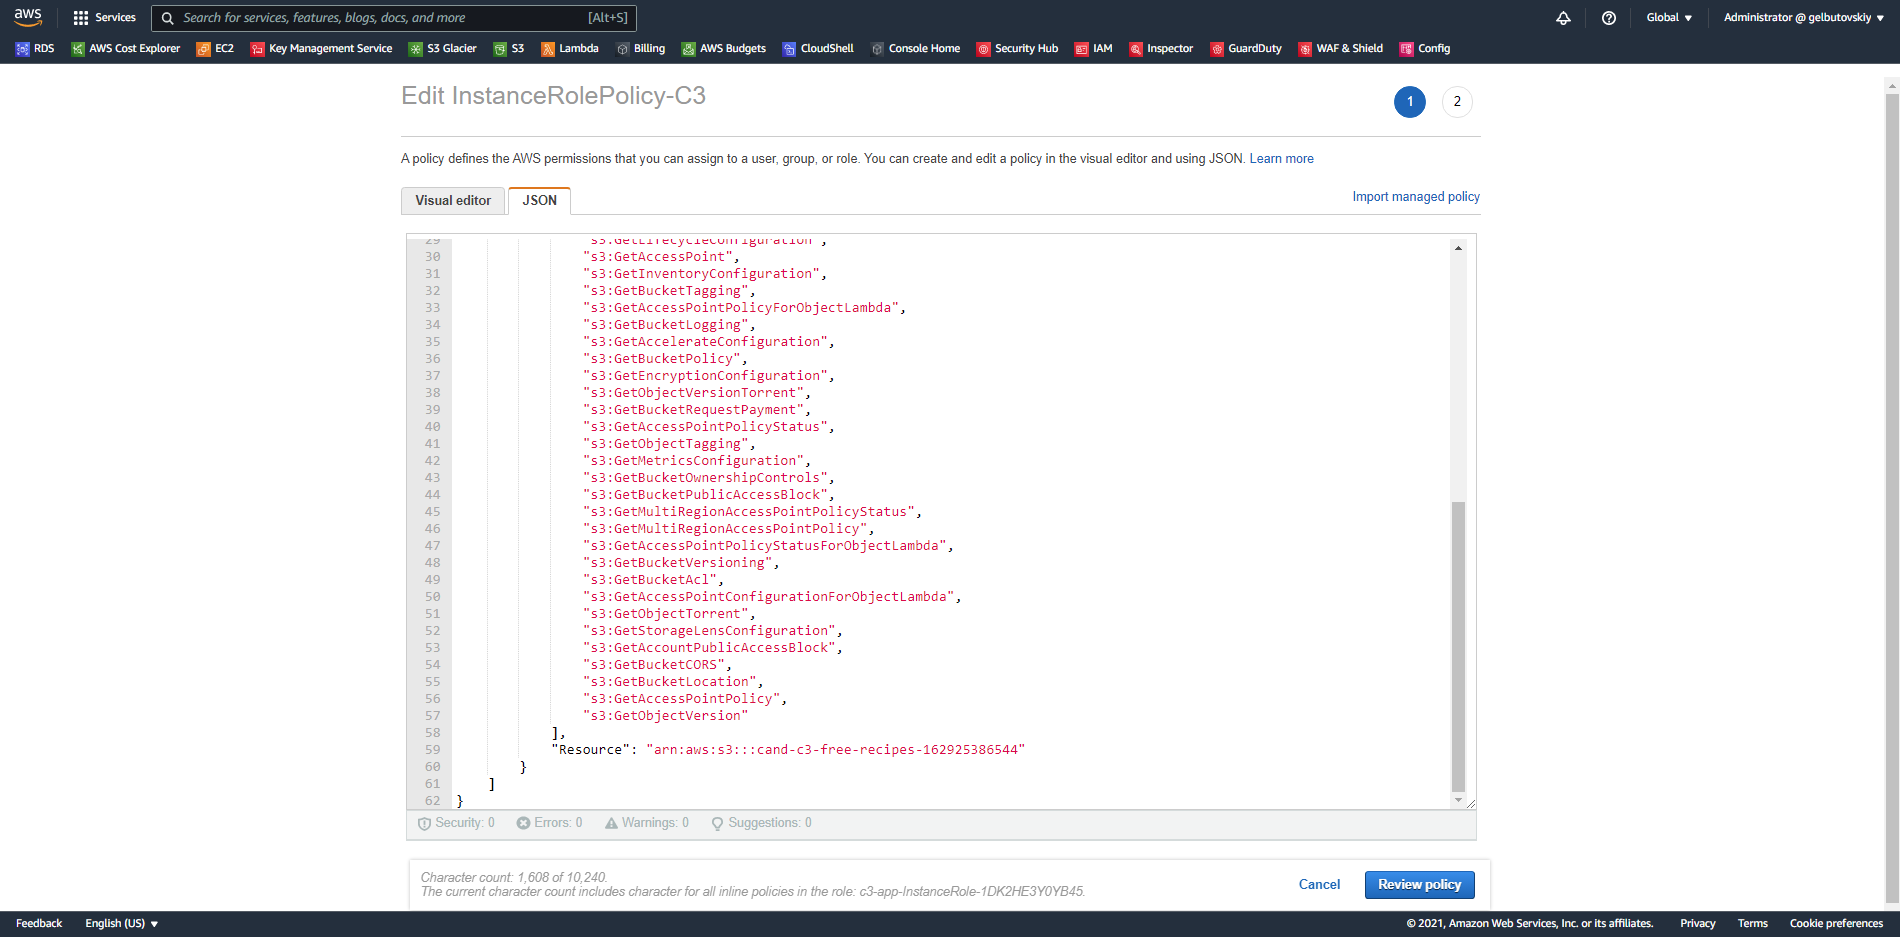 aws Services Search for services, features, blogs, docs, and more [Alt+S] Global Administrator @ gelbutovskiy
RDS AWS Cost Explorer EC2 Key Management Service S3 Glacier S3 Lambda Billing AWS Budgets CloudShell Console Home Security Hub IAM Inspector GuardDuty WAF & Shield Config
Edit InstanceRolePolicy-C3
1 2
A policy defines the AWS permissions that you can assign to a user, group, or role. You can create and edit a policy in the visual editor and using JSON. Learn more
Visual editor JSON Import managed policy
29 "s3:GetLifecycleConfiguration",
30 "s3:GetAccessPoint",
31 "s3:GetInventoryConfiguration",
32 "s3:GetBucketTagging",
33 "s3:GetAccessPointPolicyForObjectLambda",
34 "s3:GetBucketLogging",
35 "s3:GetAccelerateConfiguration",
36 "s3:GetBucketPolicy",
37 "s3:GetEncryptionConfiguration",
38 "s3:GetObjectVersionTorrent",
39 "s3:GetBucketRequestPayment",
40 "s3:GetAccessPointPolicyStatus",
41 "s3:GetObjectTagging",
42 "s3:GetMetricsConfiguration",
43 "s3:GetBucketOwnershipControls",
44 "s3:GetBucketPublicAccessBlock",
45 "s3:GetMultiRegionAccessPointPolicyStatus",
46 "s3:GetMultiRegionAccessPointPolicy",
47 "s3:GetAccessPointPolicyStatusForObjectLambda",
48 "s3:GetBucketVersioning",
49 "s3:GetBucketAcl",
50 "s3:GetAccessPointConfigurationForObjectLambda",
51 "s3:GetObjectTorrent",
52 "s3:GetStorageLensConfiguration",
53 "s3:GetAccountPublicAccessBlock",
54 "s3:GetBucketCORS",
55 "s3:GetBucketLocation",
56 "s3:GetAccessPointPolicy",
57 "s3:GetObjectVersion"
58 ],
59 "Resource": "arn:aws:s3:::cand-c3-free-recipes-162925386544"
60 }
61 ]
62 }
Security: 0 Errors: 0 Warnings: 0 Suggestions: 0
Character count: 1,608 of 10,240.
The current character count includes character for all inline policies in the role: c3-app-InstanceRole-1DK2HE3Y0YB45.
Cancel Review policy
Feedback English (US) © 2021, Amazon Web Services, Inc. or its affiliates. Privacy Terms Cookie preferences